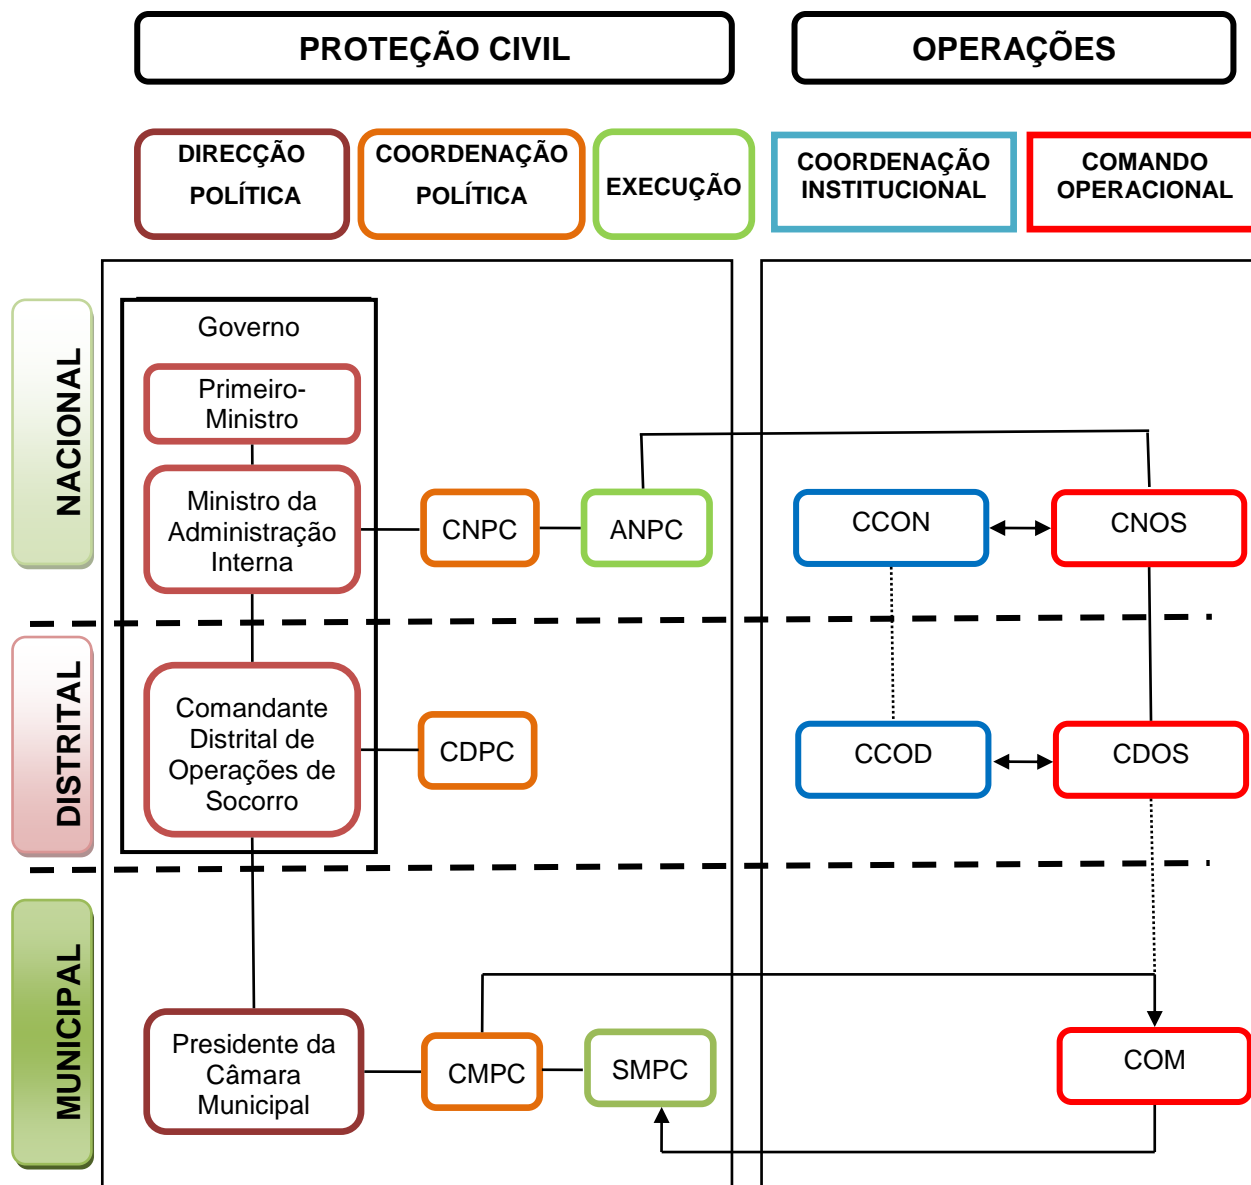 PROTEÇÃO CIVIL
OPERAÇÕES
DIRECÇÃO
POLÍTICA
COORDENAÇÃO
POLÍTICA
EXECUÇÃO
COORDENAÇÃO
INSTITUCIONAL
COMANDO
OPERACIONAL
NACIONAL
Governo
Primeiro-
Ministro
Ministro da
Administração
Interna
CNPC
ANPC
CCON
CNOS
DISTRITAL
Comandante
Distrital de
Operações de
Socorro
CDPC
CCOD
CDOS
MUNICIPAL
Presidente da
Câmara
Municipal
CMPC
SMPC
COM